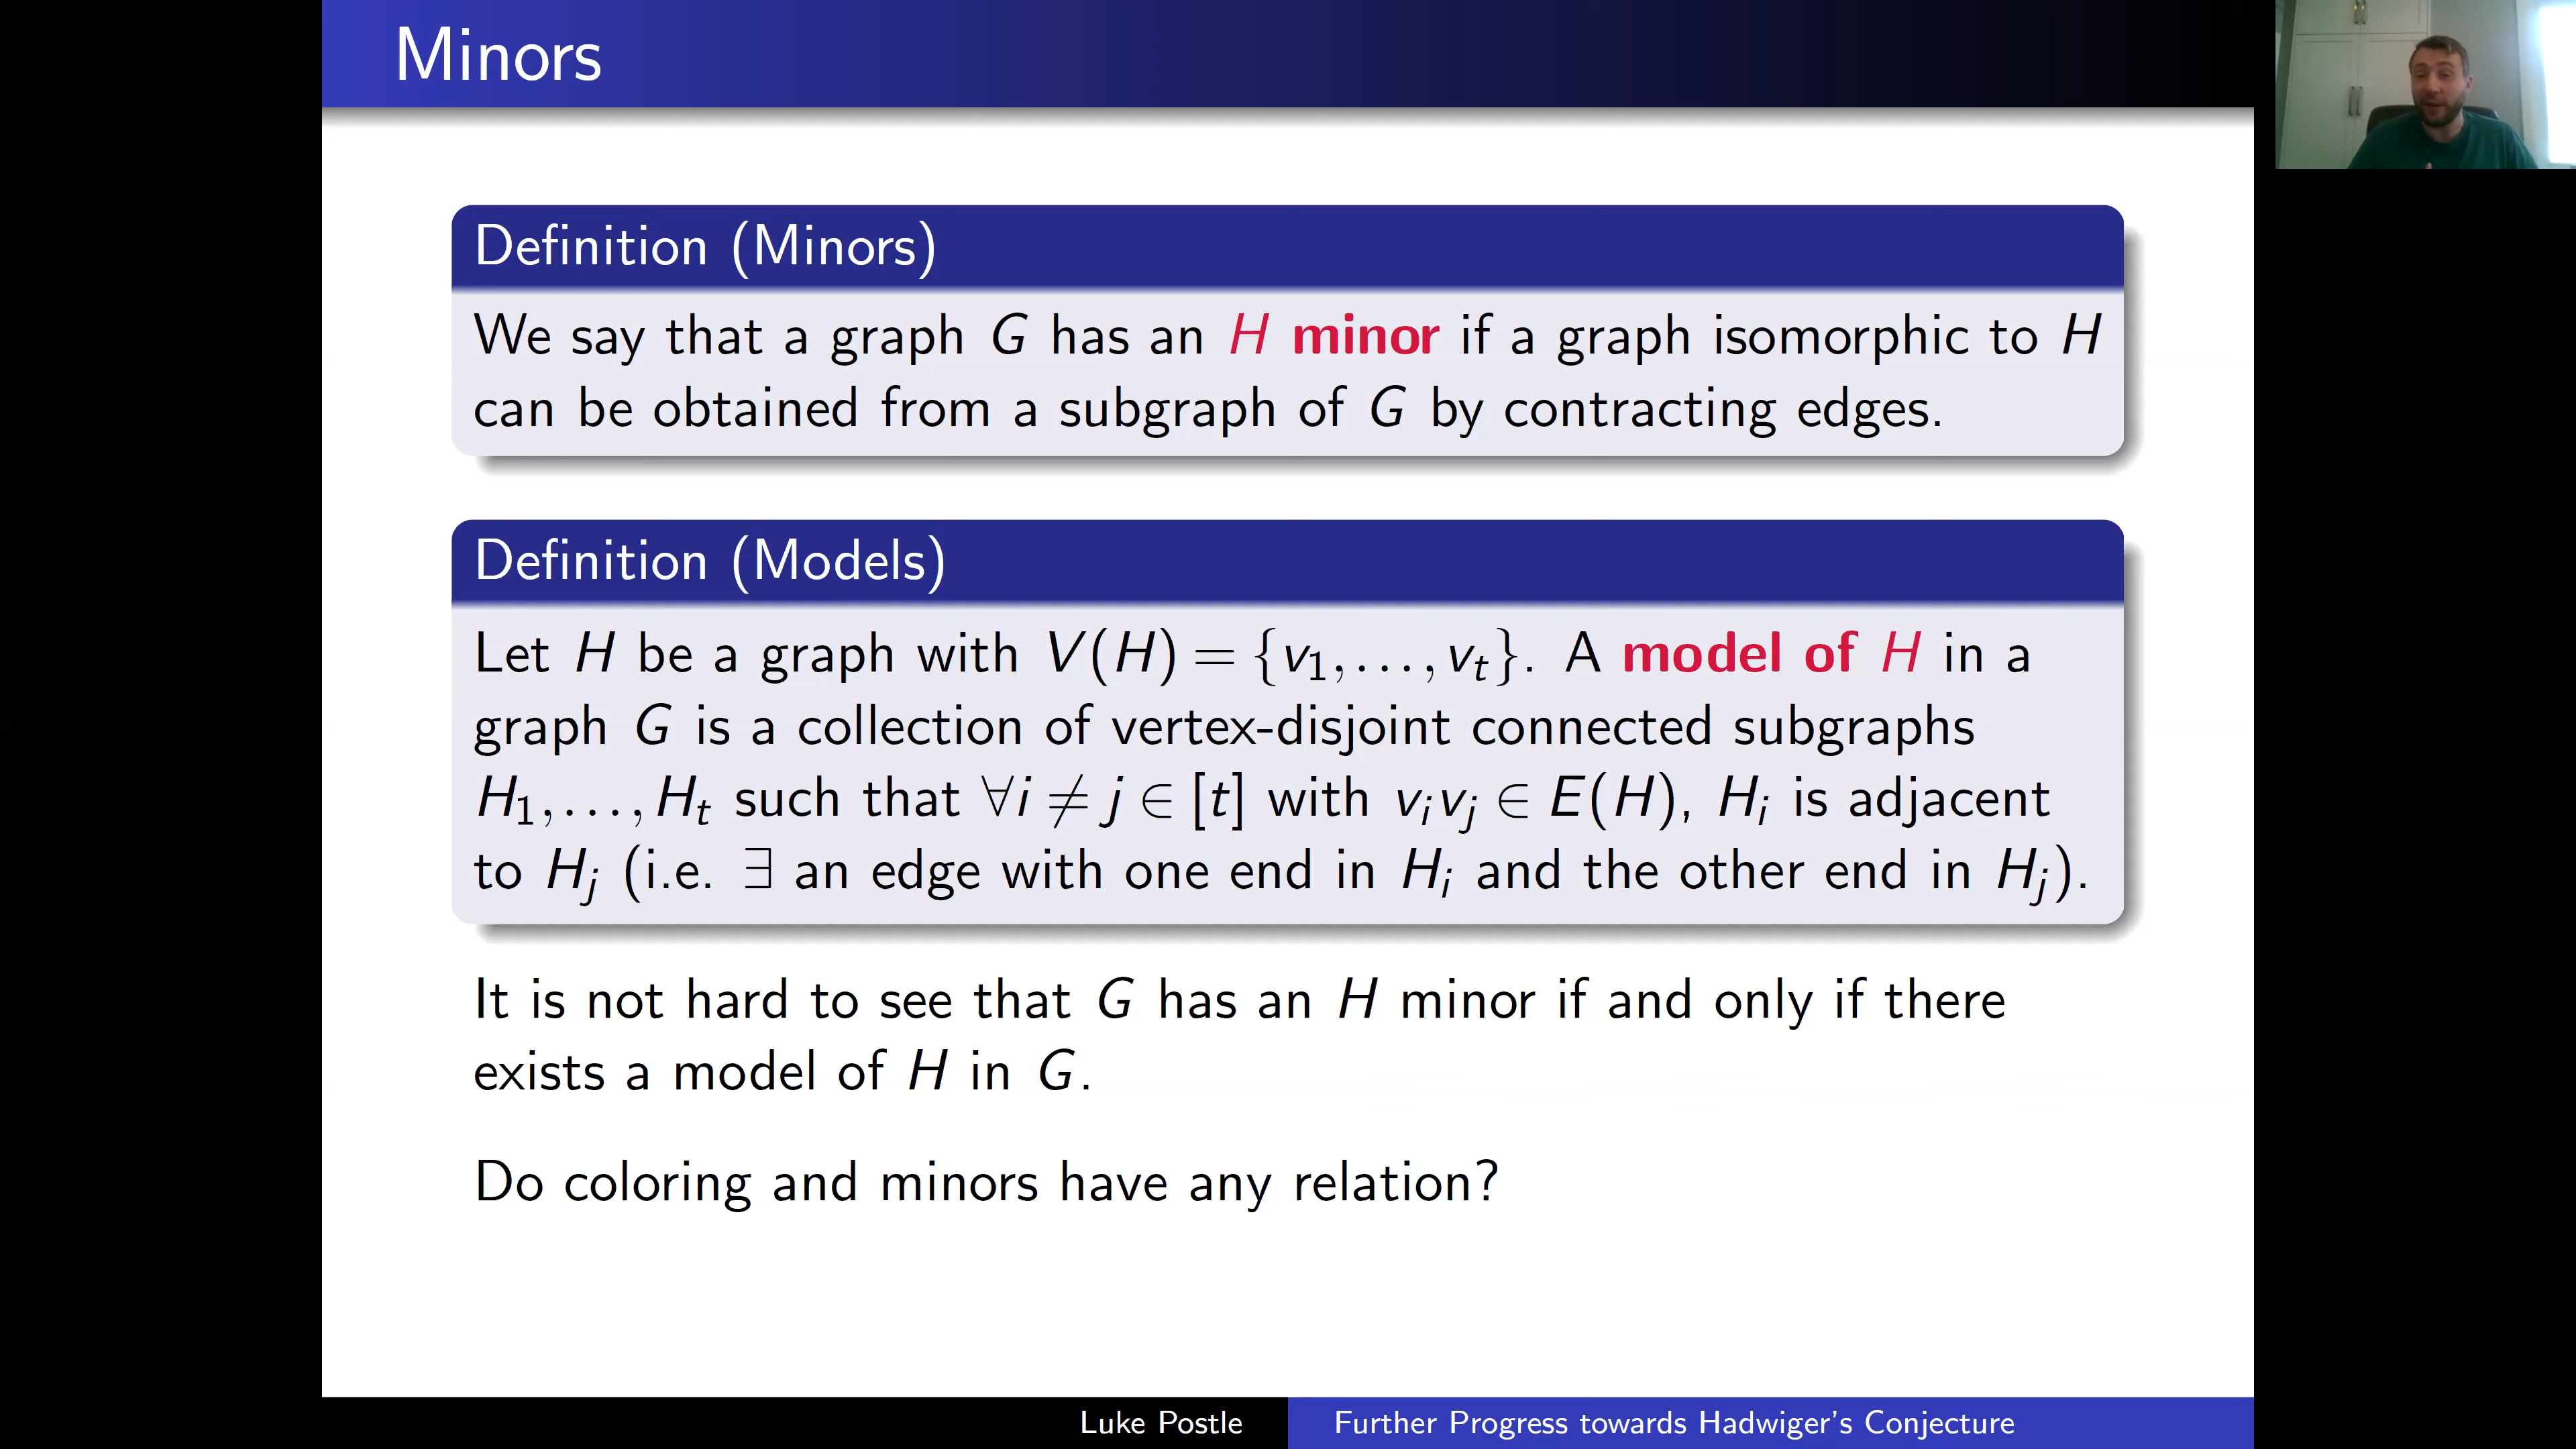 Minors
Definition (Minors)
We say that a graph G has an H minor if a graph isomorphic to H
can be obtained from a subgraph of G by contracting edges.
Definition (Models)
Let H be a graph with V(H) = {v₁, . . . , vₜ}. A model of H in a
graph G is a collection of vertex-disjoint connected subgraphs
H₁, . . . , Hₜ such that ∀i ≠ j ∈ [t] with vᵢvⱼ ∈ E(H), Hᵢ is adjacent
to Hⱼ (i.e. ∃ an edge with one end in Hᵢ and the other end in Hⱼ).
It is not hard to see that G has an H minor if and only if there
exists a model of H in G.
Do coloring and minors have any relation?
Luke Postle
Further Progress towards Hadwiger's Conjecture